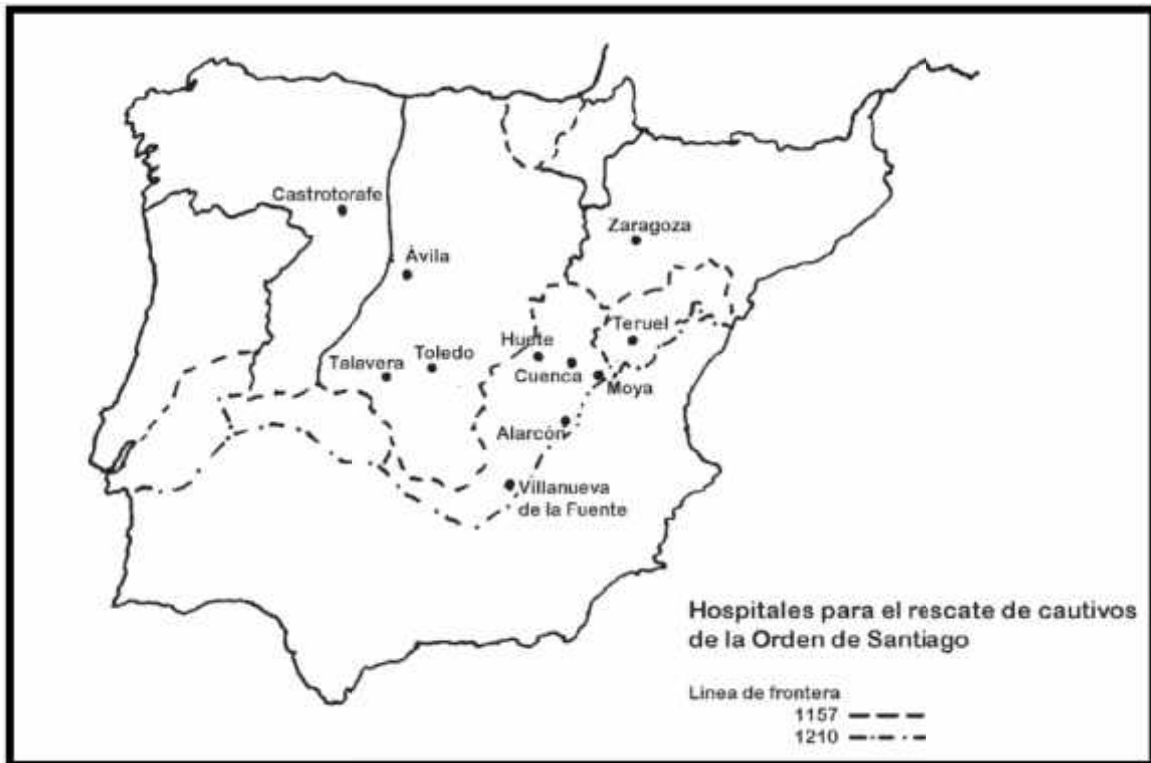 Castrotorafe
Zaragoza
Ávila
Teruel
Huete
Toledo
Talavera
Cuenca
Moya
Alarcón
Villanueva
de la Fuente
Hospitales para el rescate de cautivos
de la Orden de Santiago
Linea de frontera
1157
1210